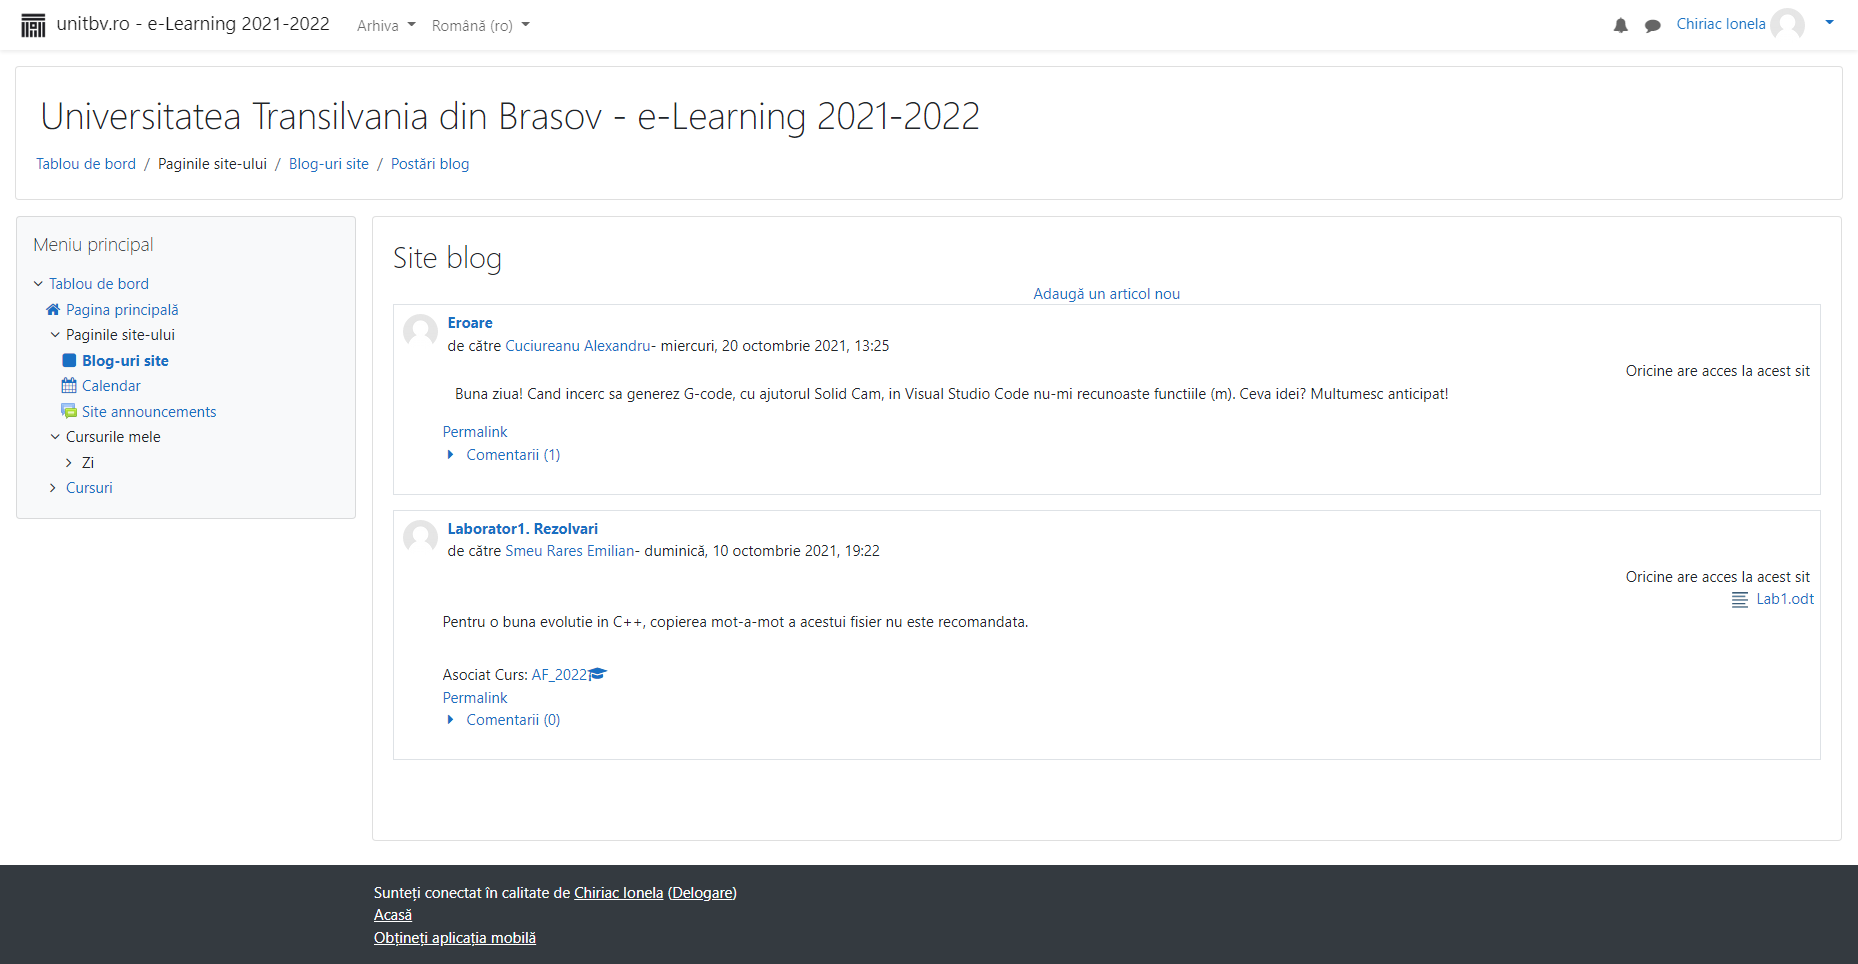 unitbv.ro - e-Learning 2021-2022 Arhiva Română (ro) Chiriac Ionela
Universitatea Transilvania din Brasov - e-Learning 2021-2022
Tablou de bord / Paginile site-ului / Blog-uri site / Postări blog
Meniu principal
Tablou de bord
Pagina principală
Paginile site-ului
Blog-uri site
Calendar
Site announcements
Cursurile mele
Zi
Cursuri
Site blog
Adaugă un articol nou
Eroare
de către Cuciureanu Alexandru- miercuri, 20 octombrie 2021, 13:25
Oricine are acces la acest sit
Buna ziua! Cand incerc sa generez G-code, cu ajutorul Solid Cam, in Visual Studio Code nu-mi recunoaste functiile (m). Ceva idei? Multumesc anticipat!
Permalink
Comentarii (1)
Laborator1. Rezolvari
de către Smeu Rares Emilian- duminică, 10 octombrie 2021, 19:22
Oricine are acces la acest sit
Lab1.odt
Pentru o buna evolutie in C++, copierea mot-a-mot a acestui fisier nu este recomandata.
Asociat Curs: AF_2022
Permalink
Comentarii (0)
Sunteți conectat în calitate de Chiriac Ionela (Delogare)
Acasă
Obțineți aplicația mobilă